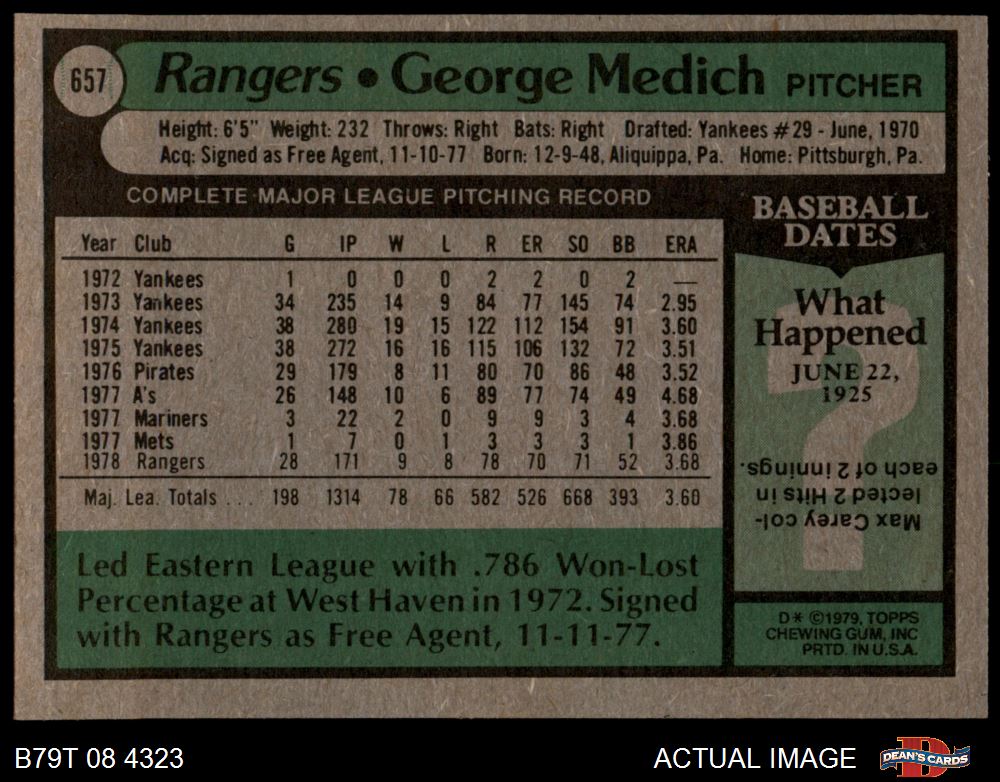 657 Rangers • George Medich PITCHER
Height: 6'5" Weight: 232 Throws: Right Bats: Right Drafted: Yankees #29 - June, 1970
Acq: Signed as Free Agent, 11-10-77 Born: 12-9-48, Aliquippa, Pa. Home: Pittsburgh, Pa.
COMPLETE MAJOR LEAGUE PITCHING RECORD
Year Club G IP W L R ER SO BB ERA
1972 Yankees 1 0 0 0 2 2 0 2 —
1973 Yankees 34 235 14 9 84 77 145 74 2.95
1974 Yankees 38 280 19 15 122 112 154 91 3.60
1975 Yankees 38 272 16 16 115 106 132 72 3.51
1976 Pirates 29 179 8 11 80 70 86 48 3.52
1977 A's 26 148 10 6 89 77 74 49 4.68
1977 Mariners 3 22 2 0 9 9 3 4 3.68
1977 Mets 1 7 0 1 3 3 3 1 3.86
1978 Rangers 28 171 9 8 78 70 71 52 3.68
Maj. Lea. Totals . . . 198 1314 78 66 582 526 668 393 3.60
Led Eastern League with .786 Won-Lost
Percentage at West Haven in 1972. Signed
with Rangers as Free Agent, 11-11-77.
BASEBALL
DATES
What
Happened
JUNE 22,
1925
Max Carey col-
lected 2 Hits in
each of 2 innings.
D* ©1979, TOPPS
CHEWING GUM, INC
PRTD. IN U.S.A.
B79T 08 4323
ACTUAL IMAGE
DEAN'S CARDS